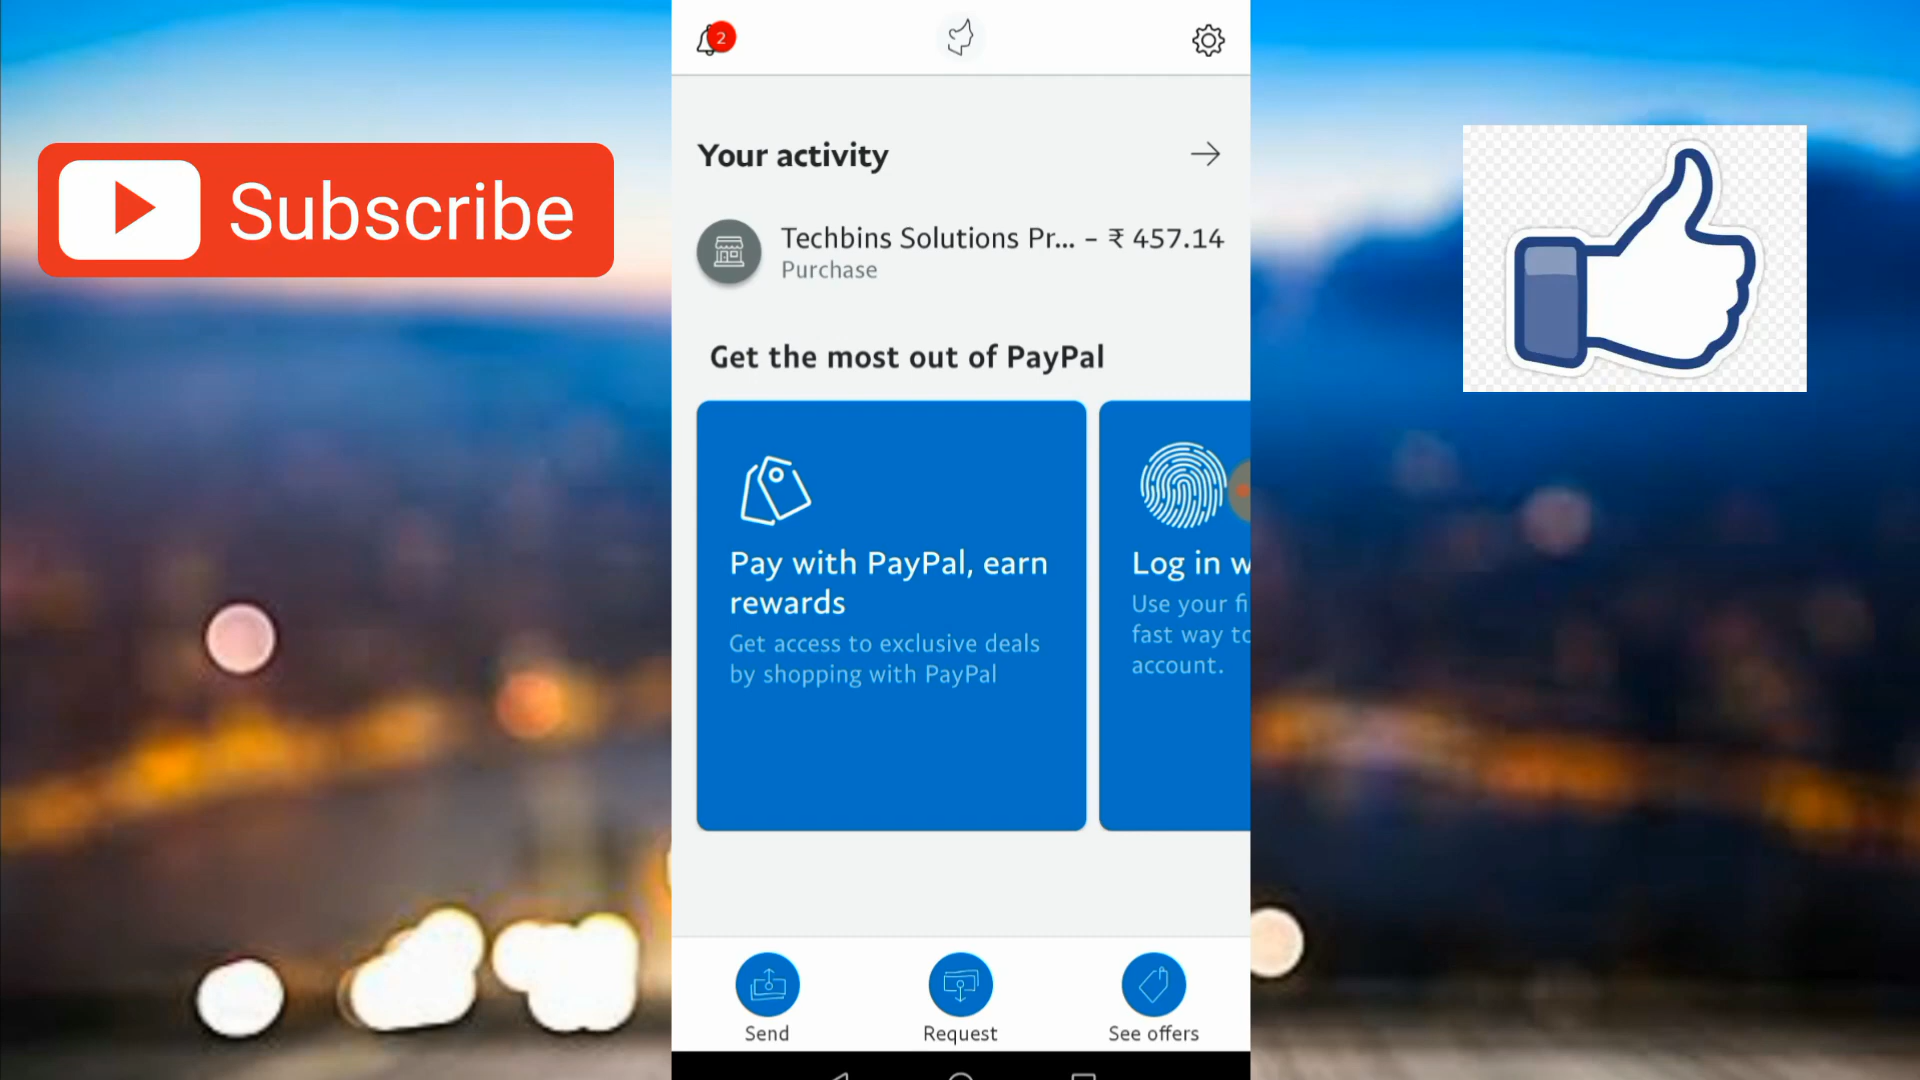 2
Subscribe
Your activity
Techbins Solutions Pr... – ₹ 457.14
Purchase
Get the most out of PayPal
Pay with PayPal, earn
rewards
Get access to exclusive deals
by shopping with PayPal
Log in w
Use your fi
fast way to
account.
Send
Request
See offers